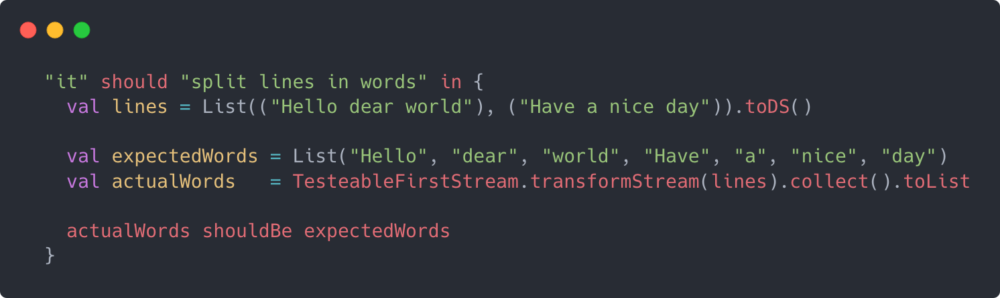 "it" should "split lines in words" in {
  val lines = List(("Hello dear world"), ("Have a nice day")).toDS()
  val expectedWords = List("Hello", "dear", "world", "Have", "a", "nice", "day")
  val actualWords   = TesteableFirstStream.transformStream(lines).collect().toList
  actualWords shouldBe expectedWords
}